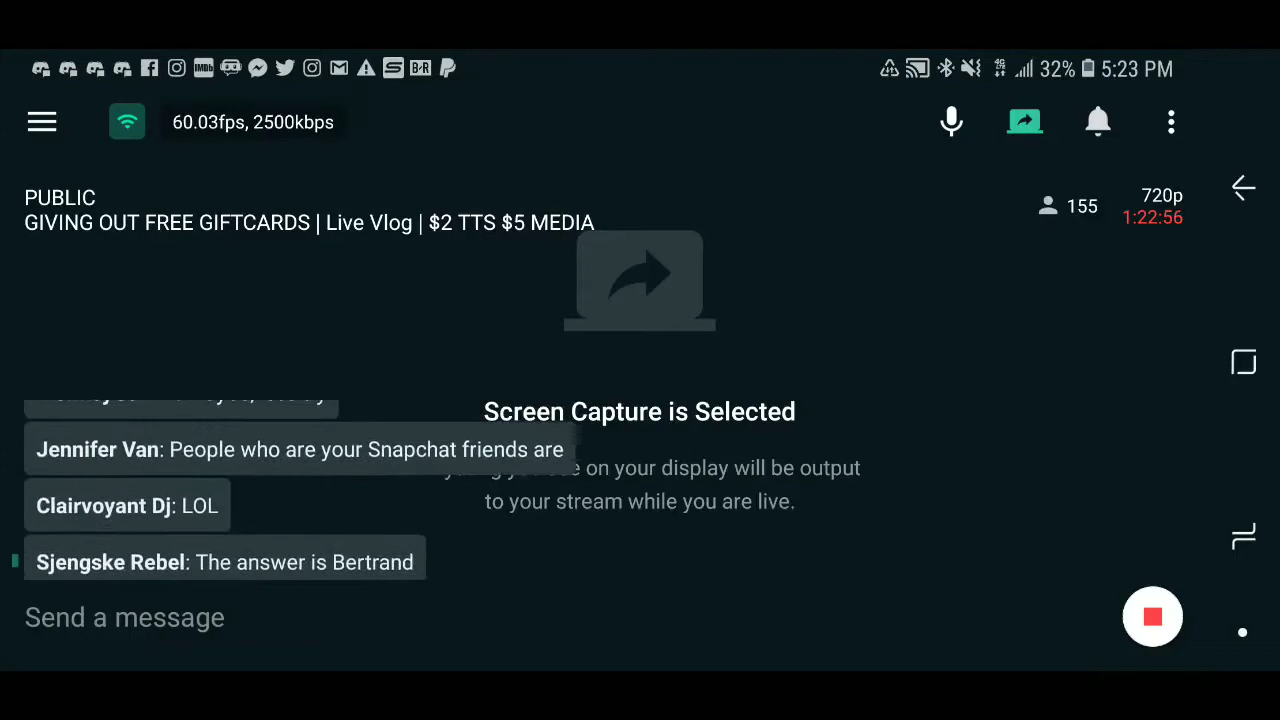 32% 5:23 PM
60.03fps, 2500kbps
PUBLIC
GIVING OUT FREE GIFTCARDS | Live Vlog | $2 TTS $5 MEDIA
155
720p
1:22:56
Screen Capture is Selected
on your display will be output
to your stream while you are live.
Jennifer Van: People who are your Snapchat friends are
Clairvoyant Dj: LOL
Sjengske Rebel: The answer is Bertrand
Send a message